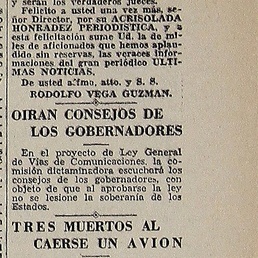 y serán los verdaderos jueces.
Felicito a usted una vez más, se-
ñor Director, por su ACRISOLADA
HONRADEZ PERIODISTICA, y a
esta felicitación sume Ud. la de mi-
les de aficionados que hemos aplau-
dido sin reservas, las veraces infor-
maciones del gran periódico ULTI-
MAS NOTICIAS.
De usted afmo. atto. y S. S.
RODOLFO VEGA GUZMAN.
OIRAN CONSEJOS DE
LOS GOBERNADORES
En el proyecto de Ley General
de Vías de Comunicaciones, la co-
misión dictaminadora escuchará los
consejos de los gobernadores, con
objeto de que al aprobarse la ley
no se lesione la soberanía de los
Estados.
TRES MUERTOS AL
CAERSE UN AVION